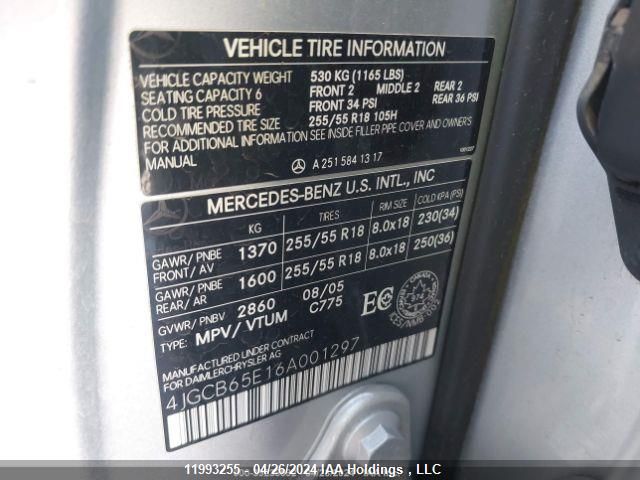 VEHICLE TIRE INFORMATION
VEHICLE CAPACITY WEIGHT 530 KG (1165 LBS)
SEATING CAPACITY 6 FRONT 2 MIDDLE 2 REAR 2
COLD TIRE PRESSURE FRONT 34 PSI REAR 36 PSI
RECOMMENDED TIRE SIZE 255/55 R18 105H
FOR ADDITIONAL INFORMATION SEE INSIDE FILLER PIPE COVER AND OWNER'S
MANUAL
A 251 584 13 17
MERCEDES-BENZ U.S. INTL., INC
KG TIRES RIM SIZE COLD KPA (PSI)
GAWR/ PNBE FRONT/ AV 1370 255/55 R18 8.0x18 230(34)
GAWR/ PNBE REAR/ AR 1600 255/55 R18 8.0x18 250(36)
GVWR/ PNBV 2860 08/05
TYPE: MPV/ VTUM C775 EC
CANADA
MANUFACTURED UNDER CONTRACT
FOR DAIMLERCHRYSLER AG
4JGCB65E16A001297
11993255 - 04/26/2024 IAA Holdings , LLC